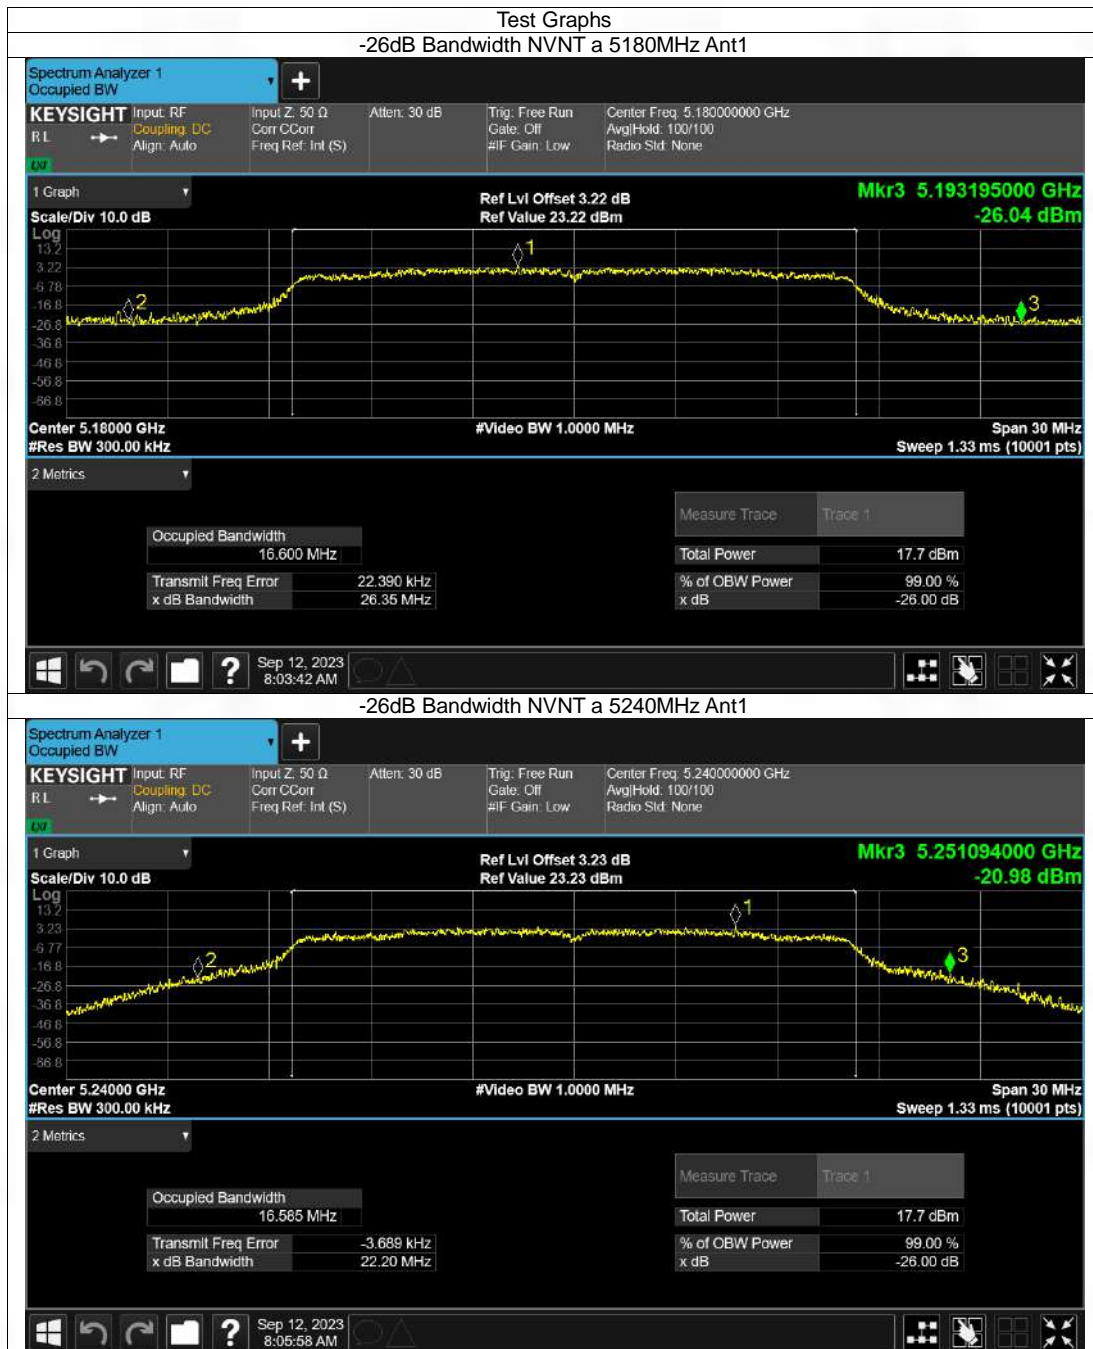 Test Graphs
-26dB Bandwidth NVNT a 5180MHz Ant1
Spectrum Analyzer 1
Occupied BW
+
KEYSIGHT Input: RF Input Z: 50 Ω Atten: 30 dB Trig: Free Run Center Freq: 5.180000000 GHz
R L Coupling: DC Corr CCorr Gate: Off Avg|Hold: 100/100
Align: Auto Freq Ref: Int (S) #IF Gain: Low Radio Std: None
LXI
1 Graph Ref Lvl Offset 3.22 dB Mkr3 5.193195000 GHz
Scale/Div 10.0 dB Ref Value 23.22 dBm -26.04 dBm
Log
13.2
1
3.22
-6.78
-16.8
2
3
-26.8
-36.8
-46.8
-56.8
-66.8
Center 5.18000 GHz #Video BW 1.0000 MHz Span 30 MHz
#Res BW 300.00 kHz Sweep 1.33 ms (10001 pts)
2 Metrics
Measure Trace Trace 1
Occupied Bandwidth
16.600 MHz Total Power 17.7 dBm
Transmit Freq Error 22.390 kHz % of OBW Power 99.00 %
x dB Bandwidth 26.35 MHz x dB -26.00 dB
? Sep 12, 2023
8:03:42 AM
-26dB Bandwidth NVNT a 5240MHz Ant1
Spectrum Analyzer 1
Occupied BW
+
KEYSIGHT Input: RF Input Z: 50 Ω Atten: 30 dB Trig: Free Run Center Freq: 5.240000000 GHz
R L Coupling: DC Corr CCorr Gate: Off Avg|Hold: 100/100
Align: Auto Freq Ref: Int (S) #IF Gain: Low Radio Std: None
LXI
1 Graph Ref Lvl Offset 3.23 dB Mkr3 5.251094000 GHz
Scale/Div 10.0 dB Ref Value 23.23 dBm -20.98 dBm
Log
13.2
1
3.23
-6.77
2
3
-16.8
-26.8
-36.8
-46.8
-56.8
-66.8
Center 5.24000 GHz #Video BW 1.0000 MHz Span 30 MHz
#Res BW 300.00 kHz Sweep 1.33 ms (10001 pts)
2 Metrics
Measure Trace Trace 1
Occupied Bandwidth
16.585 MHz Total Power 17.7 dBm
Transmit Freq Error -3.689 kHz % of OBW Power 99.00 %
x dB Bandwidth 22.20 MHz x dB -26.00 dB
? Sep 12, 2023
8:05:58 AM